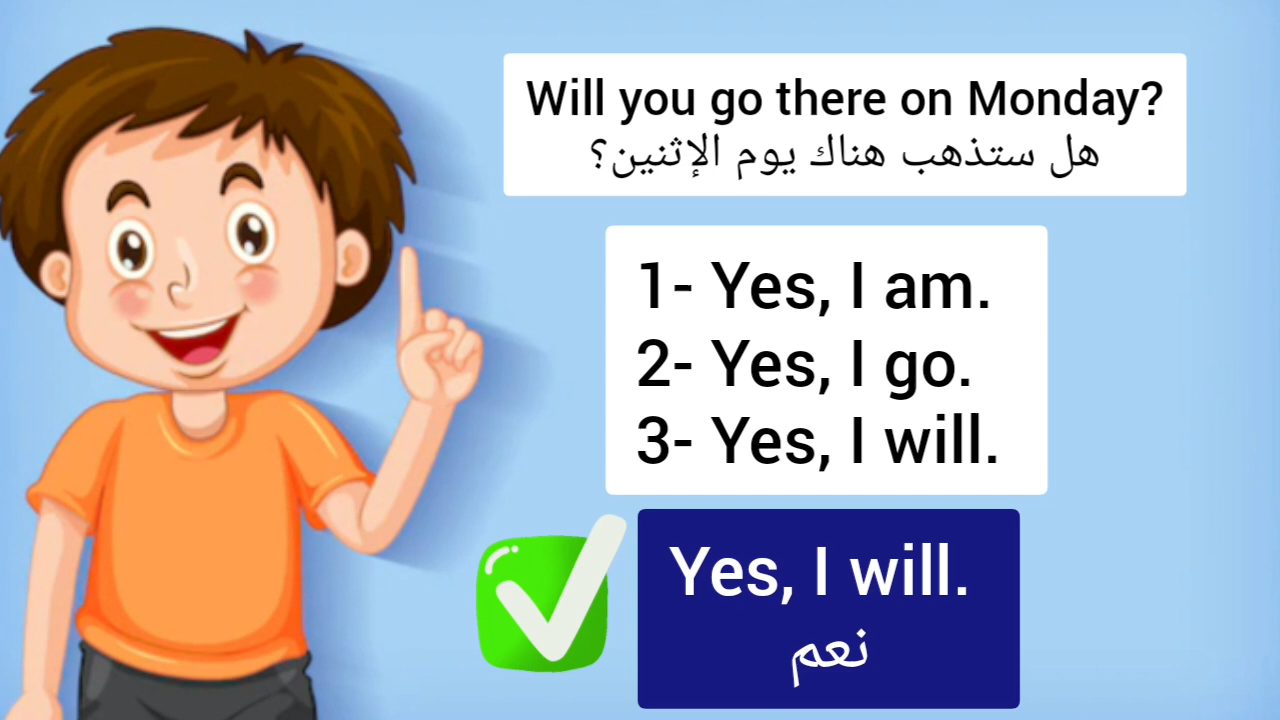 Will you go there on Monday?
هل ستذهب هناك يوم الإثنين؟
1- Yes, I am.
2- Yes, I go.
3- Yes, I will.
Yes, I will.
نعم